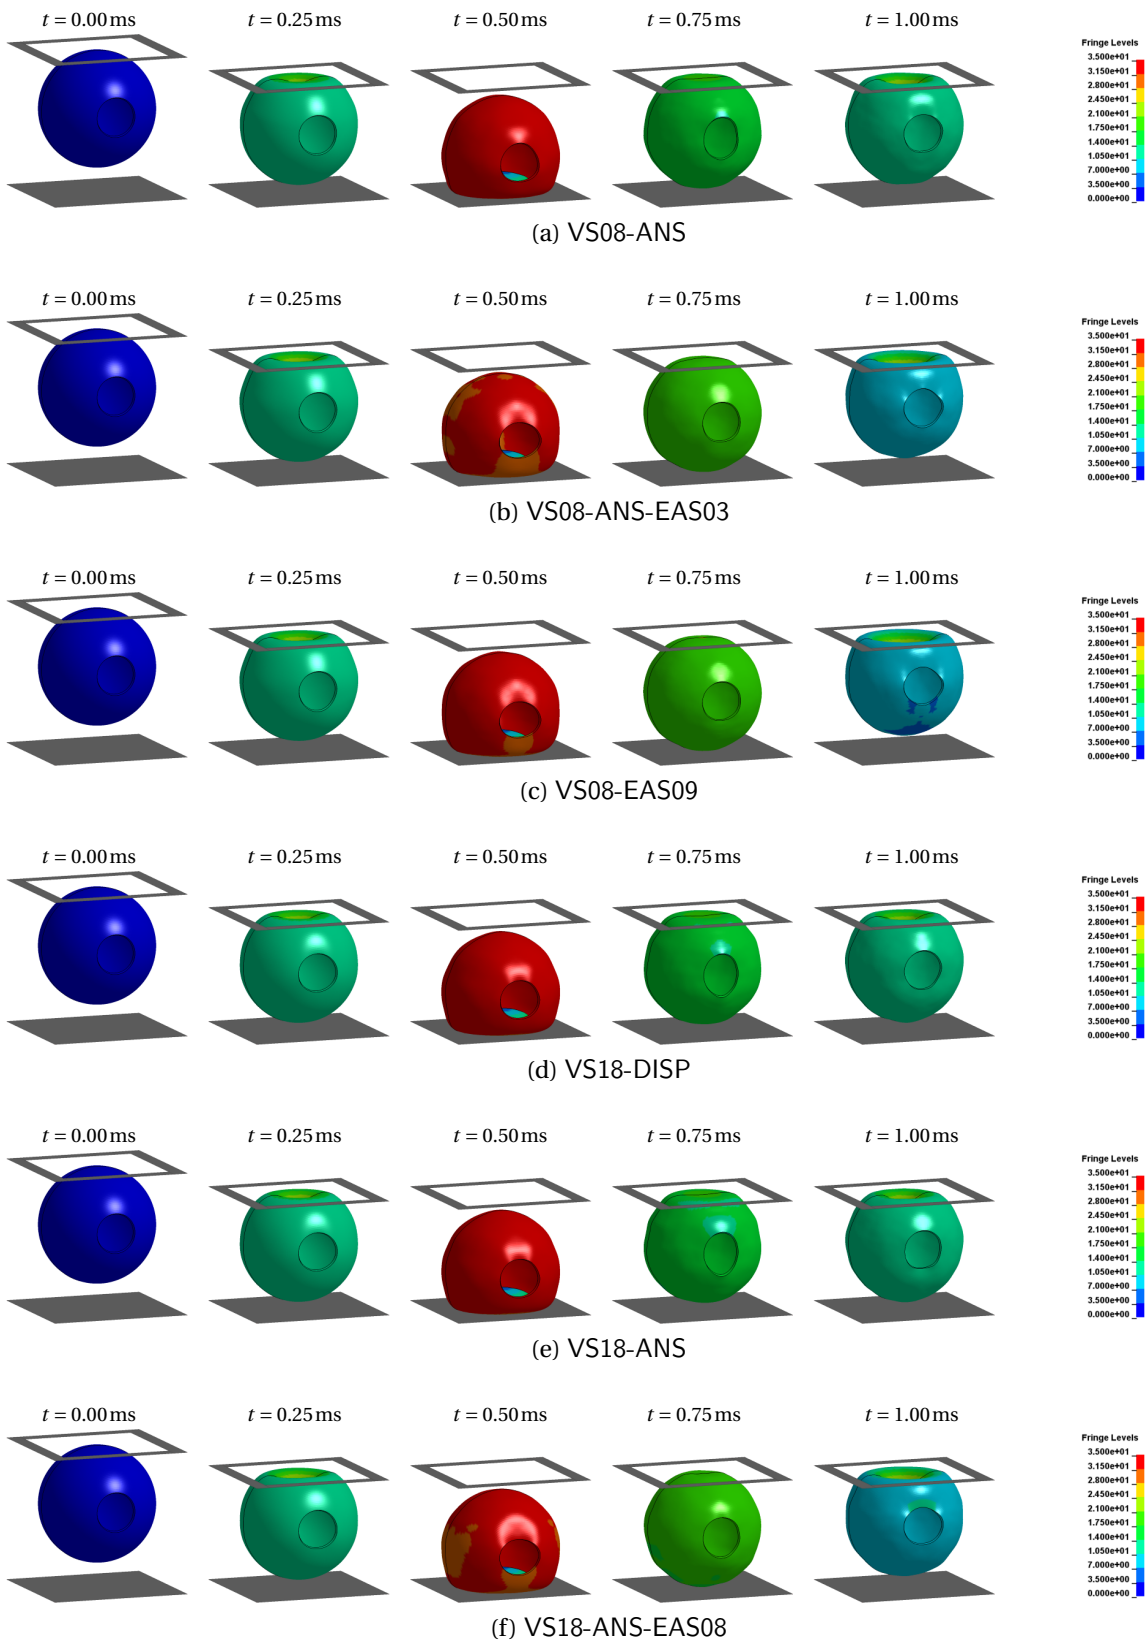 t = 0.00 ms t = 0.25 ms t = 0.50 ms t = 0.75 ms t = 1.00 ms
Fringe Levels
3.500e+01
3.150e+01
2.800e+01
2.450e+01
2.100e+01
1.750e+01
1.400e+01
1.050e+01
7.000e+00
3.500e+00
0.000e+00
(a) VS08-ANS
t = 0.00 ms t = 0.25 ms t = 0.50 ms t = 0.75 ms t = 1.00 ms
Fringe Levels
3.500e+01
3.150e+01
2.800e+01
2.450e+01
2.100e+01
1.750e+01
1.400e+01
1.050e+01
7.000e+00
3.500e+00
0.000e+00
(b) VS08-ANS-EAS03
t = 0.00 ms t = 0.25 ms t = 0.50 ms t = 0.75 ms t = 1.00 ms
Fringe Levels
3.500e+01
3.150e+01
2.800e+01
2.450e+01
2.100e+01
1.750e+01
1.400e+01
1.050e+01
7.000e+00
3.500e+00
0.000e+00
(c) VS08-EAS09
t = 0.00 ms t = 0.25 ms t = 0.50 ms t = 0.75 ms t = 1.00 ms
Fringe Levels
3.500e+01
3.150e+01
2.800e+01
2.450e+01
2.100e+01
1.750e+01
1.400e+01
1.050e+01
7.000e+00
3.500e+00
0.000e+00
(d) VS18-DISP
t = 0.00 ms t = 0.25 ms t = 0.50 ms t = 0.75 ms t = 1.00 ms
Fringe Levels
3.500e+01
3.150e+01
2.800e+01
2.450e+01
2.100e+01
1.750e+01
1.400e+01
1.050e+01
7.000e+00
3.500e+00
0.000e+00
(e) VS18-ANS
t = 0.00 ms t = 0.25 ms t = 0.50 ms t = 0.75 ms t = 1.00 ms
Fringe Levels
3.500e+01
3.150e+01
2.800e+01
2.450e+01
2.100e+01
1.750e+01
1.400e+01
1.050e+01
7.000e+00
3.500e+00
0.000e+00
(f) VS18-ANS-EAS08